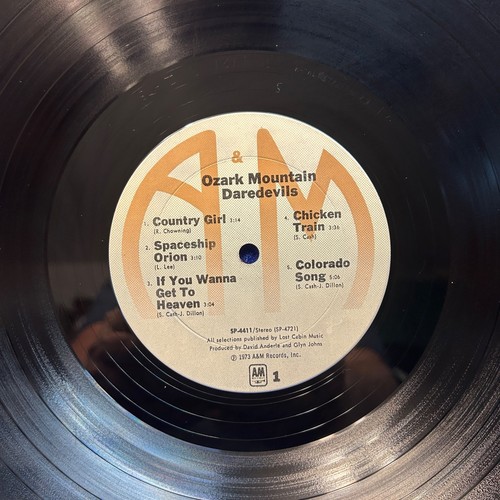 A&M
Ozark Mountain
Daredevils
1. Country Girl 3:14
(R. Chowning)
2. Spaceship
Orion 3:10
(L. Lee)
3. If You Wanna
Get To
Heaven 3:04
(S. Cash-J. Dillon)
4. Chicken
Train 3:36
(S. Cash)
5. Colorado
Song 5:06
(S. Cash-J. Dillon)
SP-4411/Stereo (SP-4721)
All selections published by Lost Cabin Music
Produced by David Anderle and Glyn Johns
℗ 1973 A&M Records, Inc.
AM
1